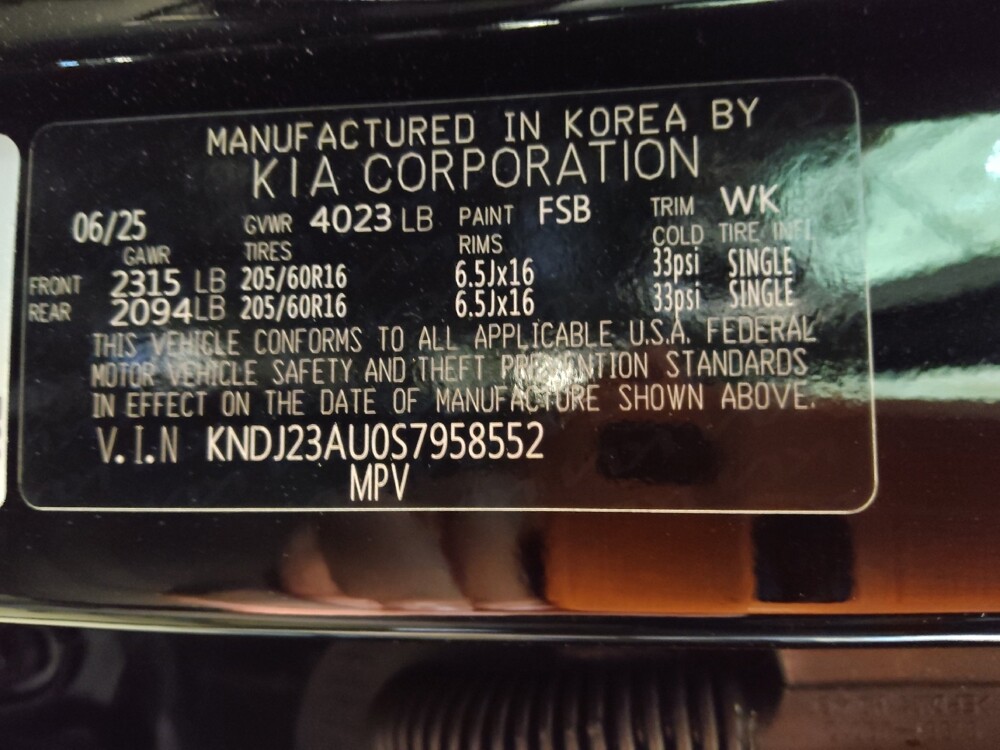 MANUFACTURED IN KOREA BY
KIA CORPORATION
06/25 GVWR 4023 LB PAINT FSB TRIM WK
GAWR TIRES RIMS COLD TIRE INFL
FRONT 2315 LB 205/60R16 6.5Jx16 33psi SINGLE
REAR 2094 LB 205/60R16 6.5Jx16 33psi SINGLE
THIS VEHICLE CONFORMS TO ALL APPLICABLE U.S.A. FEDERAL
MOTOR VEHICLE SAFETY AND THEFT PREVENTION STANDARDS
IN EFFECT ON THE DATE OF MANUFACTURE SHOWN ABOVE.
V.I.N KNDJ23AU0S7958552
MPV